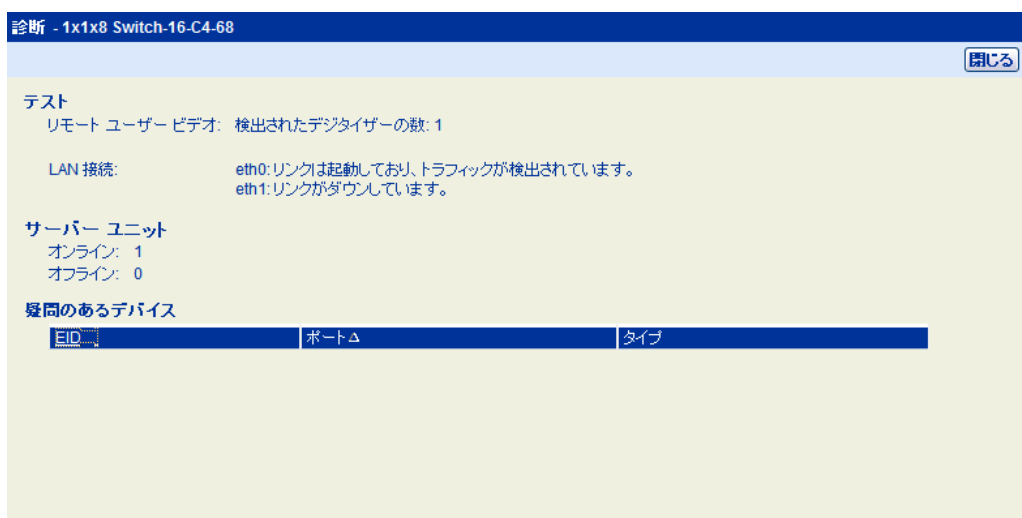 診断 - 1x1x8 Switch-16-C4-68
閉じる
テスト
リモート ユーザー ビデオ: 検出されたデジタイザーの数: 1
LAN 接続: eth0:リンクは起動しており、トラフィックが検出されています。
eth1:リンクがダウンしています。
サーバー ユニット
オンライン: 1
オフライン: 0
疑問のあるデバイス
EID ポート△ タイプ